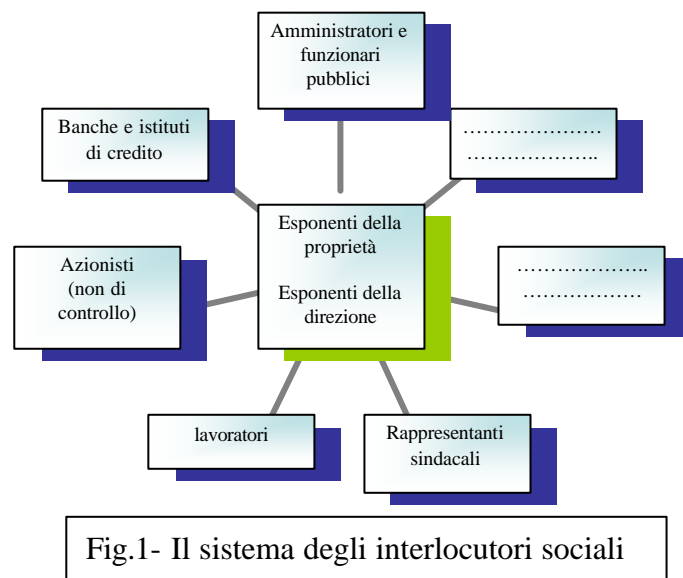 Amministratori e
funzionari
pubblici
Banche e istituti
di credito
…………………
………………..
Esponenti della
proprietà
Esponenti della
direzione
Azionisti
(non di
controllo)
………………..
………………
lavoratori
Rappresentanti
sindacali
Fig.1- Il sistema degli interlocutori sociali